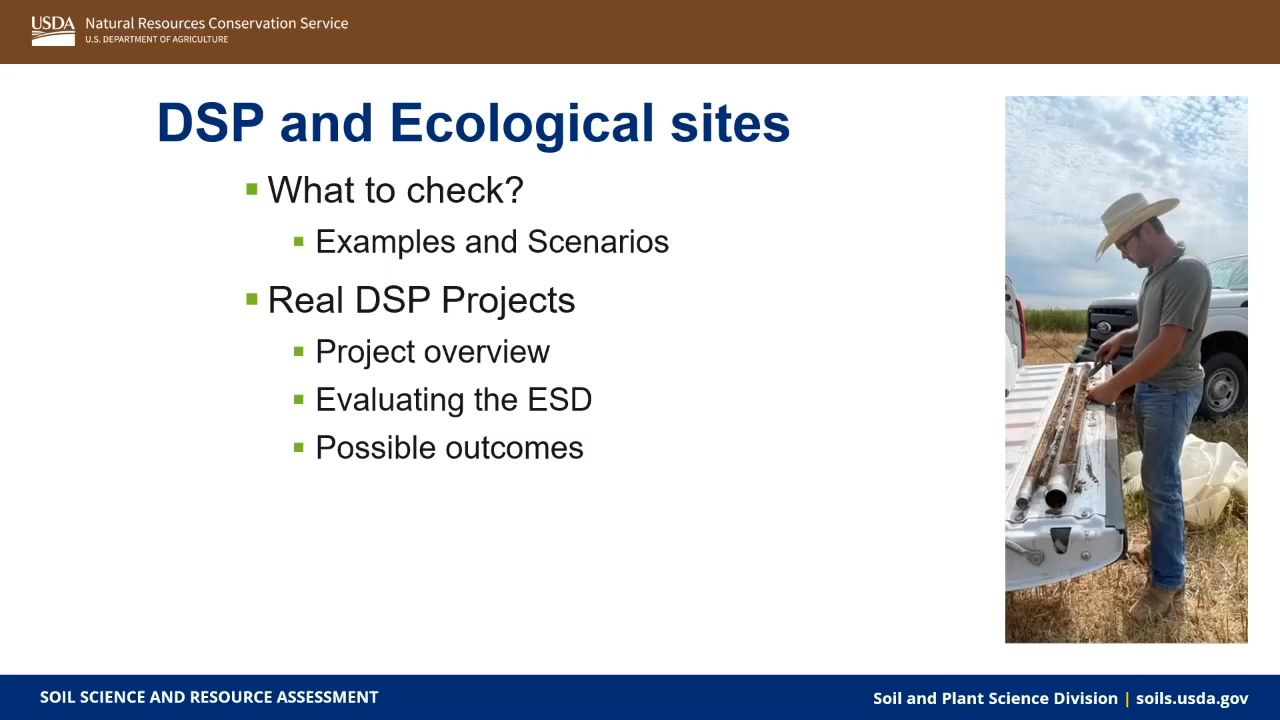 USDA
Natural Resources Conservation Service
U.S. DEPARTMENT OF AGRICULTURE
DSP and Ecological sites
What to check?
Examples and Scenarios
Real DSP Projects
Project overview
Evaluating the ESD
Possible outcomes
SOIL SCIENCE AND RESOURCE ASSESSMENT
Soil and Plant Science Division | soils.usda.gov